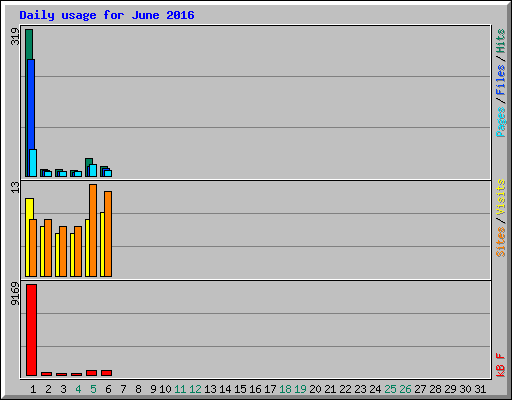 Daily usage for June 2016
319
Pages/Files/Hits
13
Sites/Visits
9169
kB F
1 2 3 4 5 6 7 8 9 10 11 12 13 14 15 16 17 18 19 20 21 22 23 24 25 26 27 28 29 30 31